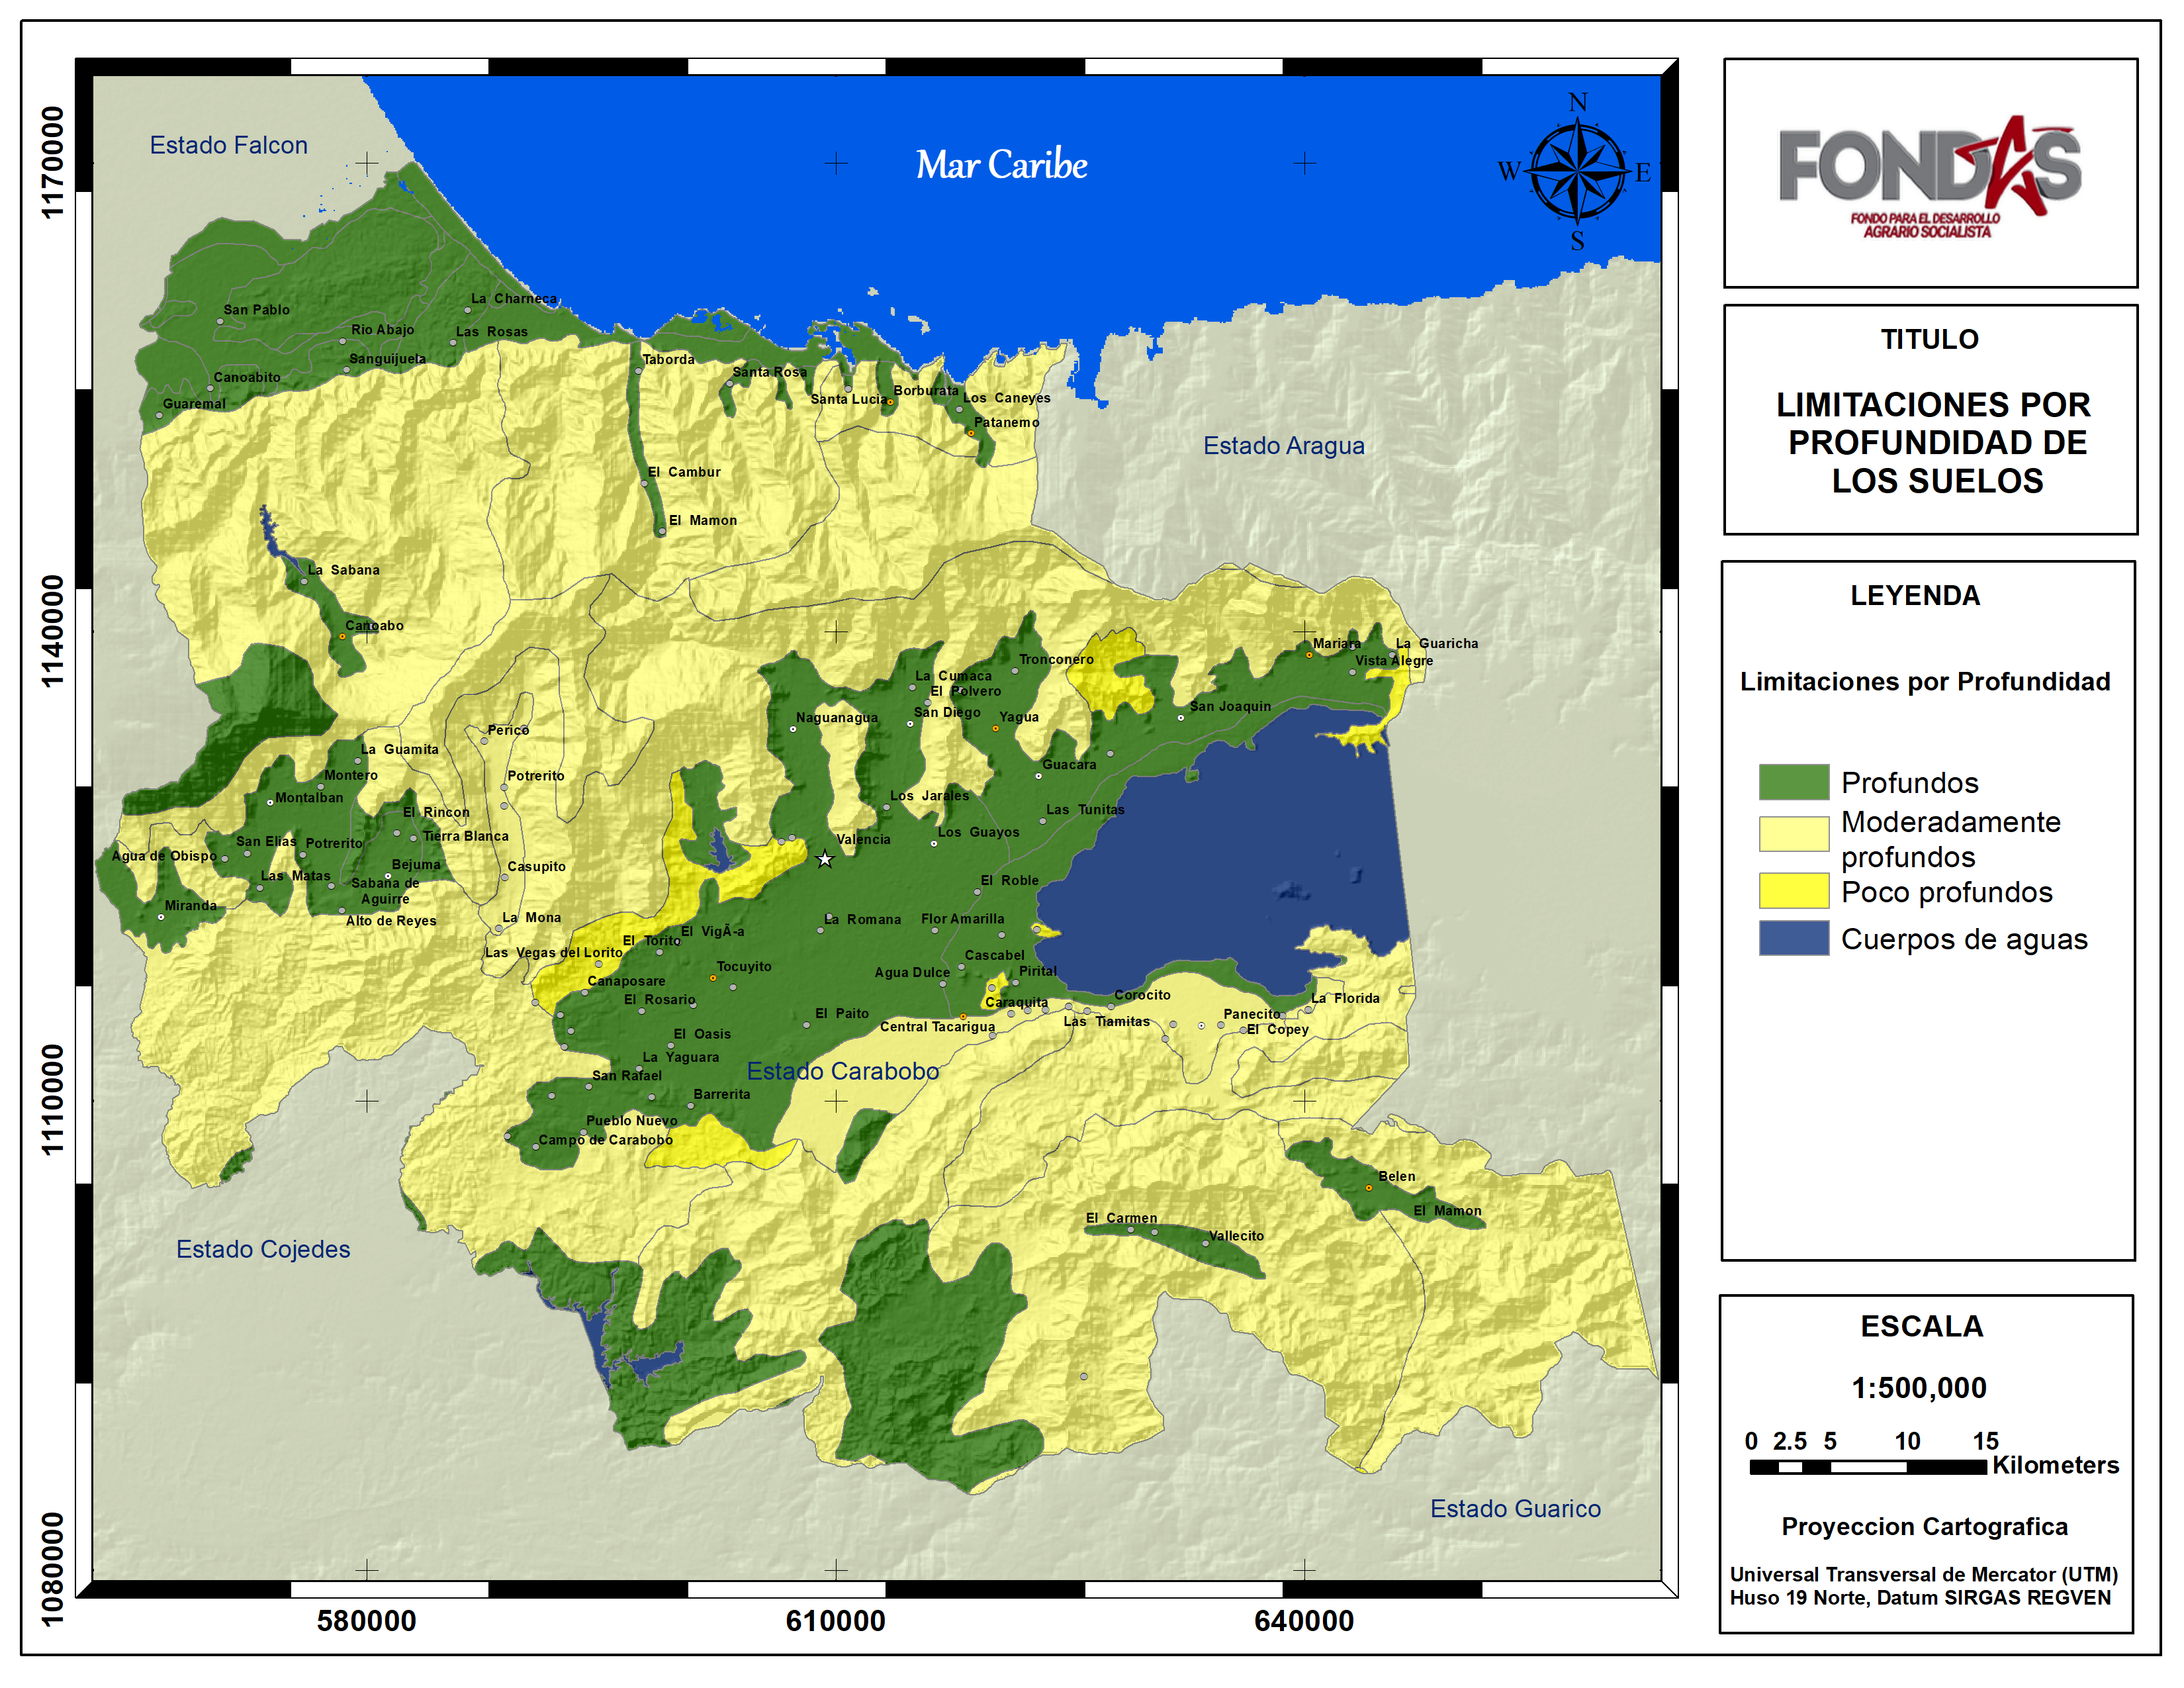 1170000
1140000
1110000
1080000
580000
610000
640000
Estado Falcon
Mar Caribe
N
W
E
S
Estado Aragua
Estado Carabobo
Estado Cojedes
Estado Guarico
San Pablo
La Charneca
Rio Abajo
Las Rosas
Sanguijuela
Canoabito
Guaremal
Taborda
Santa Rosa
Santa Lucia
Borburata
Los Caneyes
Patanemo
El Cambur
El Mamon
La Sabana
Canoabo
Mariara
La Guaricha
Vista Alegre
Tronconero
La Cumaca
El Polvero
San Diego
Yagua
San Joaquin
Naguanagua
Perico
La Guamita
Montero
Potrerito
Guacara
Montalban
El Rincon
Los Jarales
Las Tunitas
Tierra Blanca
San Elias
Potrerito
Valencia
Los Guayos
Agua de Obispo
Bejuma
Casupito
Las Matas
Sabana de
Aguirre
El Roble
Miranda
Alto de Reyes
La Mona
La Romana
Flor Amarilla
El VigÃ-a
El Torito
Las Vegas del Lorito
Cascabel
Tocuyito
Agua Dulce
Pirital
Canaposare
El Rosario
Caraquita
Corocito
La Florida
El Paito
Central Tacarigua
Las Tiamitas
Panecito
El Copey
El Oasis
La Yaguara
San Rafael
Barrerita
Pueblo Nuevo
Campo de Carabobo
Belen
El Mamon
El Carmen
Vallecito
FONDAS
FONDO PARA EL DESARROLLO
AGRARIO SOCIALISTA
TITULO
LIMITACIONES POR
PROFUNDIDAD DE
LOS SUELOS
LEYENDA
Limitaciones por Profundidad
Profundos
Moderadamente
profundos
Poco profundos
Cuerpos de aguas
ESCALA
1:500,000
0 2.5 5 10 15
Kilometers
Proyeccion Cartografica
Universal Transversal de Mercator (UTM)
Huso 19 Norte, Datum SIRGAS REGVEN